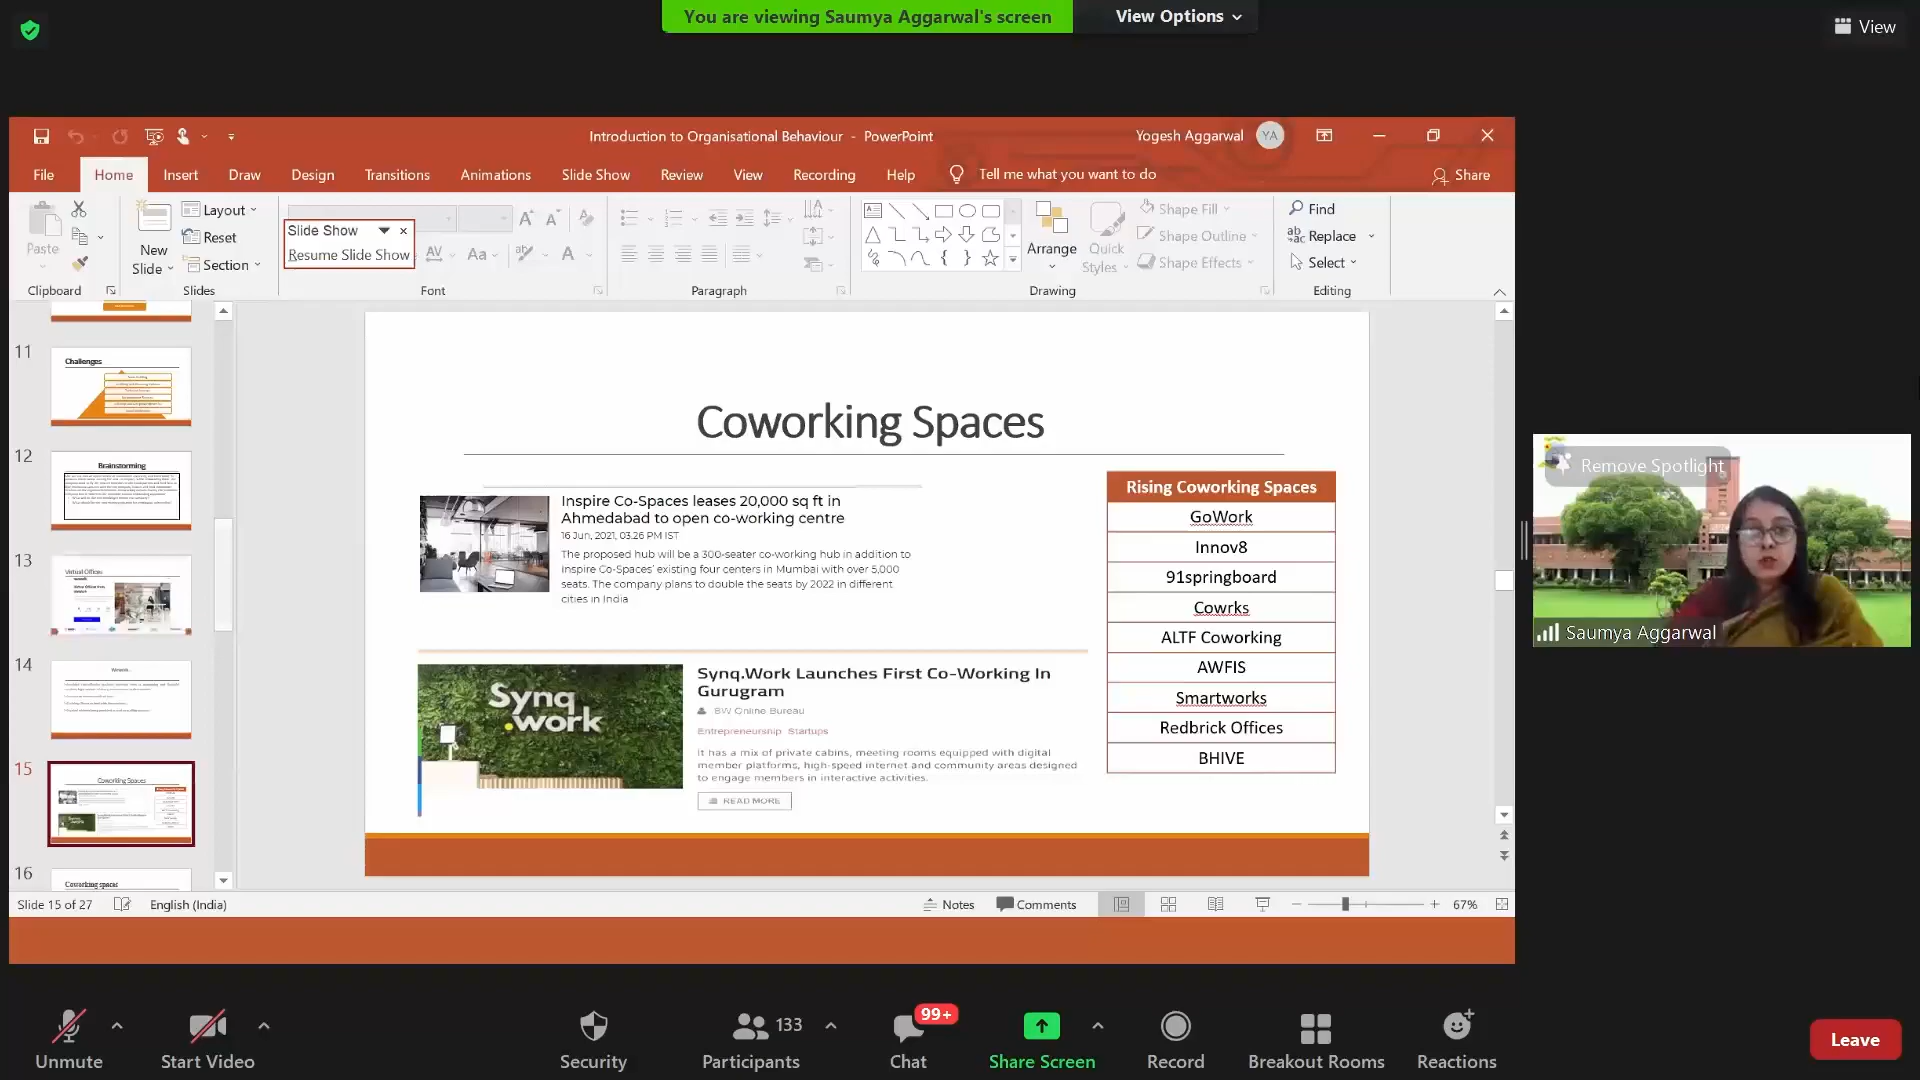 You are viewing Saumya Aggarwal's screen
View Options
View
Introduction to Organisational Behaviour - PowerPoint
Yogesh Aggarwal
YA
File
Home
Insert
Draw
Design
Transitions
Animations
Slide Show
Review
View
Recording
Help
Tell me what you want to do
Share
Paste
Clipboard
New Slide
Layout
Reset
Section
Slides
Slide Show
Resume Slide Show
Font
Paragraph
Arrange
Quick Styles
Shape Fill
Shape Outline
Shape Effects
Drawing
Find
Replace
Select
Editing
11
Challenges
12
Brainstorming
13
Virtual Offices
14
15
Coworking Spaces
16
Coworking spaces
Coworking Spaces
Inspire Co-Spaces leases 20,000 sq ft in
Ahmedabad to open co-working centre
16 Jun, 2021, 03.26 PM IST
The proposed hub will be a 300-seater co-working hub in addition to
Inspire Co-Spaces' existing four centers in Mumbai with over 5,000
seats. The company plans to double the seats by 2022 in different
cities in India
Synq
.work
Synq.Work Launches First Co-Working In
Gurugram
BW Online Bureau
Entrepreneurship Startups
It has a mix of private cabins, meeting rooms equipped with digital
member platforms, high-speed internet and community areas designed
to engage members in interactive activities.
READ MORE
Rising Coworking Spaces
GoWork
Innov8
91springboard
Cowrks
ALTF Coworking
AWFIS
Smartworks
Redbrick Offices
BHIVE
Slide 15 of 27
English (India)
Notes
Comments
67%
Remove Spotlight
Saumya Aggarwal
Unmute
Start Video
Security
Participants
133
Chat
99+
Share Screen
Record
Breakout Rooms
Reactions
Leave